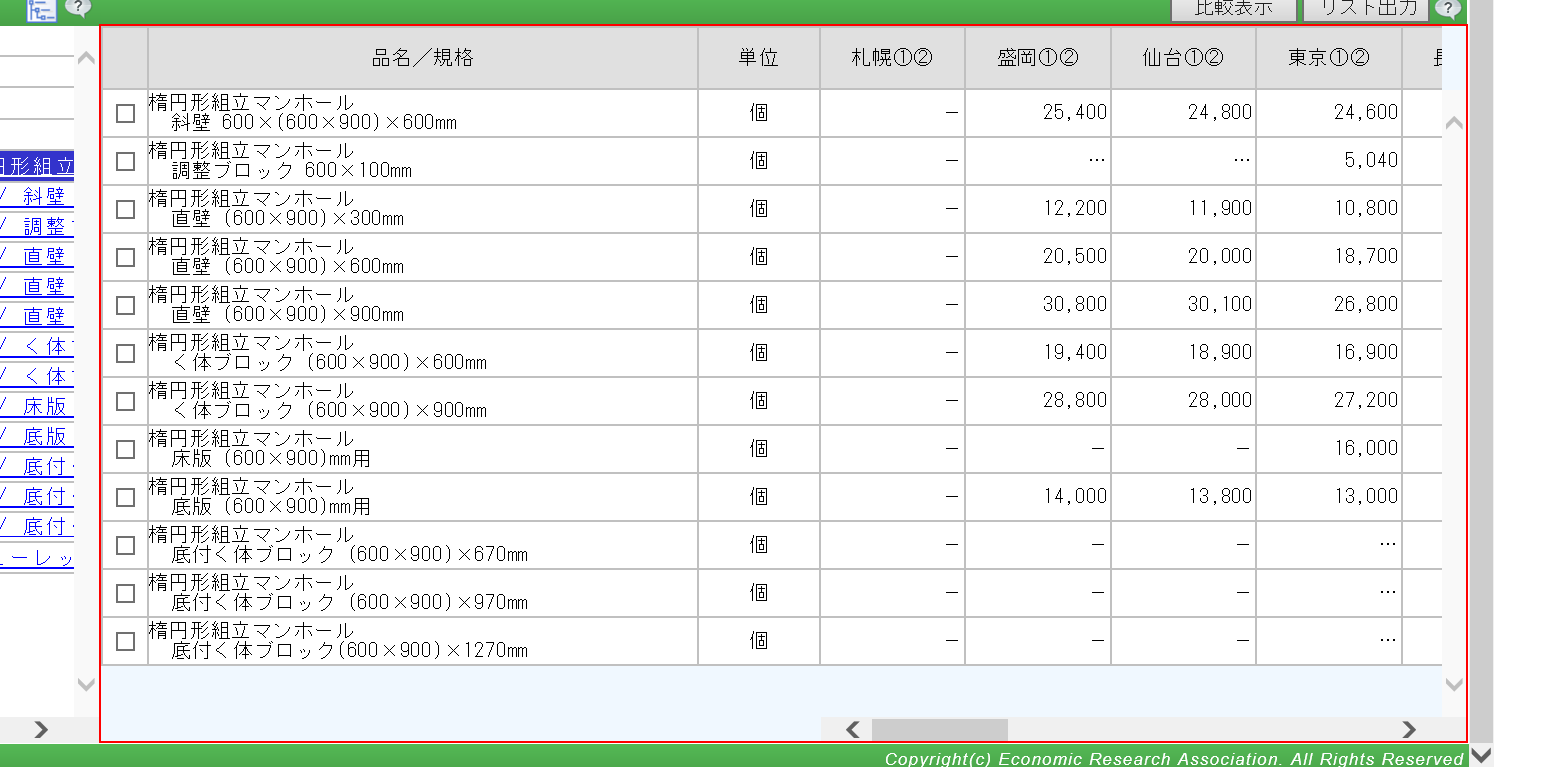 比較表示 リスト出力 ?
?
品名／規格 単位 札幌①② 盛岡①② 仙台①② 東京①②
楕円形組立マンホール
斜壁 600×(600×900)×600mm 個 － 25,400 24,800 24,600
楕円形組立マンホール
調整ブロック 600×100mm 個 － … … 5,040
楕円形組立マンホール
直壁 (600×900)×300mm 個 － 12,200 11,900 10,800
楕円形組立マンホール
直壁 (600×900)×600mm 個 － 20,500 20,000 18,700
楕円形組立マンホール
直壁 (600×900)×900mm 個 － 30,800 30,100 26,800
楕円形組立マンホール
く体ブロック (600×900)×600mm 個 － 19,400 18,900 16,900
楕円形組立マンホール
く体ブロック (600×900)×900mm 個 － 28,800 28,000 27,200
楕円形組立マンホール
床版 (600×900)mm用 個 － － － 16,000
楕円形組立マンホール
底版 (600×900)mm用 個 － 14,000 13,800 13,000
楕円形組立マンホール
底付く体ブロック (600×900)×670mm 個 － － － …
楕円形組立マンホール
底付く体ブロック (600×900)×970mm 個 － － － …
楕円形組立マンホール
底付く体ブロック(600×900)×1270mm 個 － － － …
形組立
/ 斜壁
/ 調整
/ 直壁
/ 直壁
/ 直壁
/ く体
/ く体
/ 床版
/ 底版
/ 底付
/ 底付
/ 底付
ーレッ
Copyright(c) Economic Research Association. All Rights Reserved